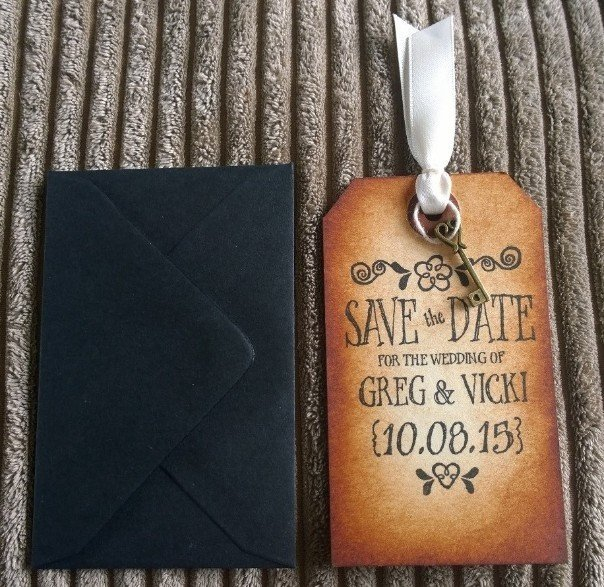 SAVE the DATE
FOR THE WEDDING OF
GREG & VICKI
{10.08.15}